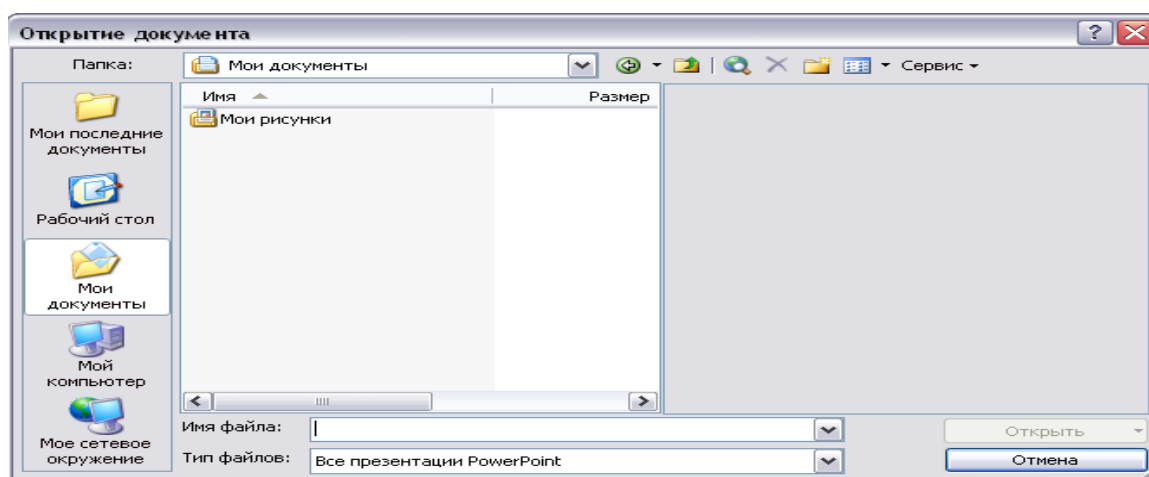 Открытие документа
Папка:
Мои документы
Сервис
Имя
Размер
Мои рисунки
Мои последние
документы
Рабочий стол
Мои
документы
Мой
компьютер
Мое сетевое
окружение
Имя файла:
Открыть
Тип файлов:
Все презентации PowerPoint
Отмена